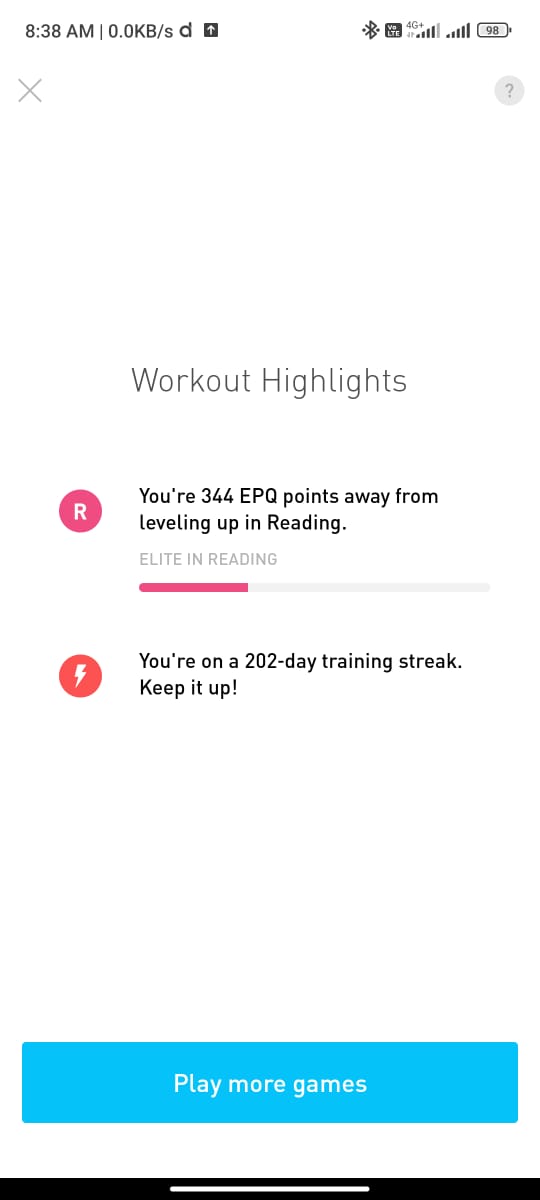 8:38 AM | 0.0KB/s d
Vo LTE 4G+ 98
?
Workout Highlights
R
You're 344 EPQ points away from
leveling up in Reading.
ELITE IN READING
You're on a 202-day training streak.
Keep it up!
Play more games